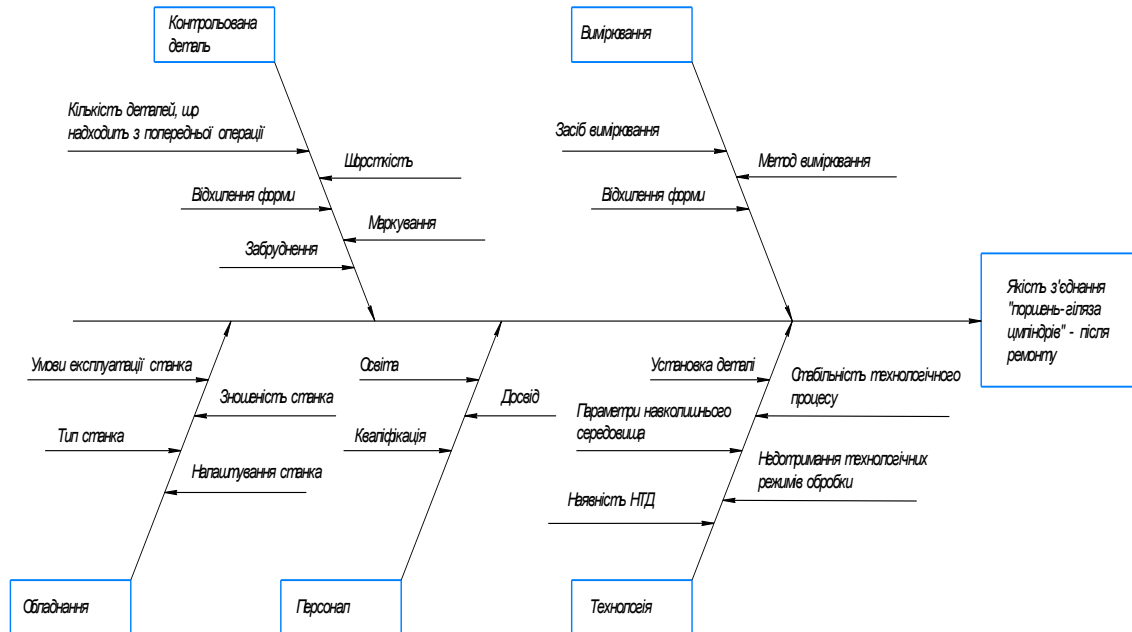 Контрольована
деталь
Вимірювання
Кількість деталей, що
надходить з попередньої операції
Шорсткість
Відхилення форми
Маркування
Забруднення
Засіб вимірювання
Метод вимірювання
Відхилення форми
Якість з'єднання
"поршень-гіляза
цмліндрів" - після
ремонту
Умови експлуатації станка
Зношеність станка
Тип станка
Налаштування станка
Освіта
Досвід
Кваліфікація
Установка деталі
Стабільність технологічного
процесу
Параметри навколишнього
середовища
Недотримання технологічних
режимів обробки
Наявність НТД
Обладнання
Персонал
Технологія